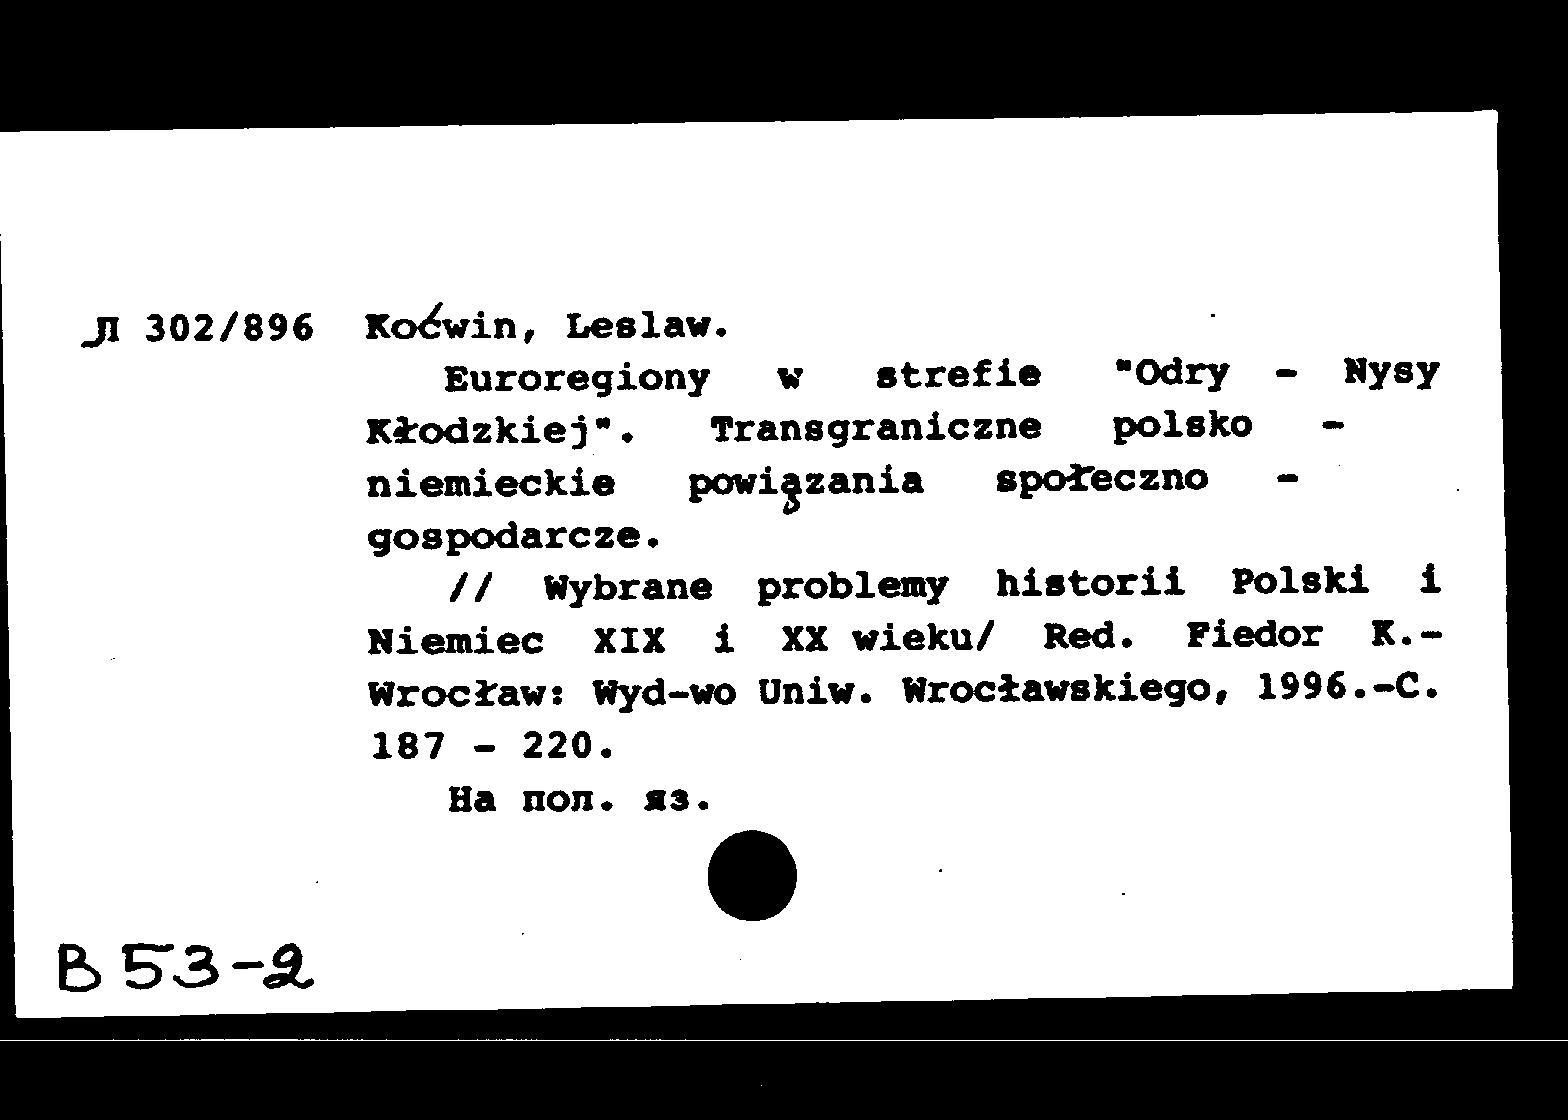 Л 302/896 Koćwin, Leslaw.
Euroregiony w strefie "Odry - Nysy
Kłodzkiej". Transgraniczne polsko -
niemieckie powiązania społeczno -
gospodarcze.
// Wybrane problemy historii Polski i
Niemiec XIX i XX wieku/ Red. Fiedor K.-
Wrocław: Wyd-wo Uniw. Wrocławskiego, 1996.-С.
187 - 220.
На пол. яз.
В 53-2